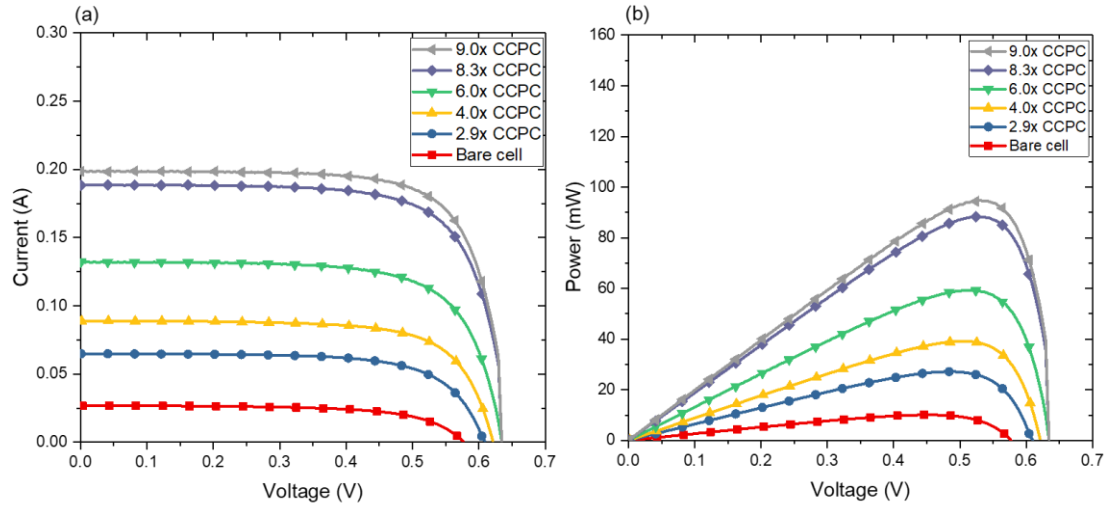 (a)
0.30
0.25
0.20
0.15
0.10
0.05
0.00
Current (A)
0.0 0.1 0.2 0.3 0.4 0.5 0.6 0.7
Voltage (V)
9.0x CCPC
8.3x CCPC
6.0x CCPC
4.0x CCPC
2.9x CCPC
Bare cell
(b)
160
140
120
100
80
60
40
20
0
Power (mW)
0.0 0.1 0.2 0.3 0.4 0.5 0.6 0.7
Voltage (V)
9.0x CCPC
8.3x CCPC
6.0x CCPC
4.0x CCPC
2.9x CCPC
Bare cell